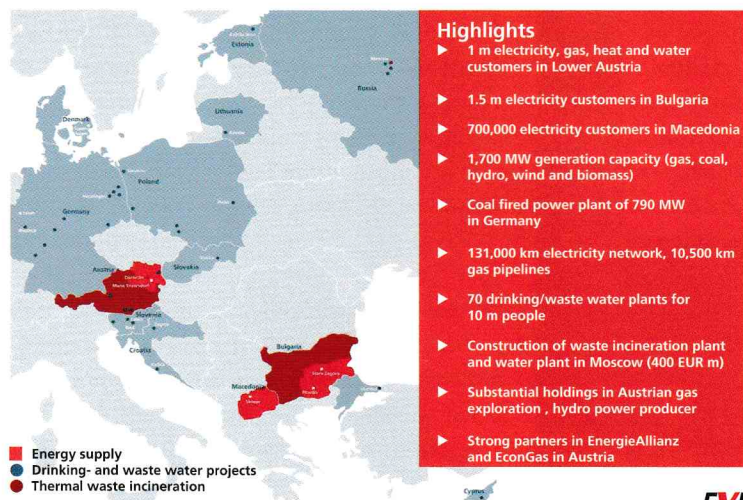 Highlights
1 m electricity, gas, heat and water
customers in Lower Austria
1.5 m electricity customers in Bulgaria
700,000 electricity customers in Macedonia
1,700 MW generation capacity (gas, coal,
hydro, wind and biomass)
Coal fired power plant of 790 MW
in Germany
131,000 km electricity network, 10,500 km
gas pipelines
70 drinking/waste water plants for
10 m people
Construction of waste incineration plant
and water plant in Moscow (400 EUR m)
Substantial holdings in Austrian gas
exploration , hydro power producer
Strong partners in EnergieAllianz
and EconGas in Austria
Estonia
Russia
Lithuania
Denmark
Poland
Germany
Austria
Slovakia
Slovenia
Croatia
Bulgaria
Macedonia
Cyprus
Energy supply
Drinking- and waste water projects
Thermal waste incineration